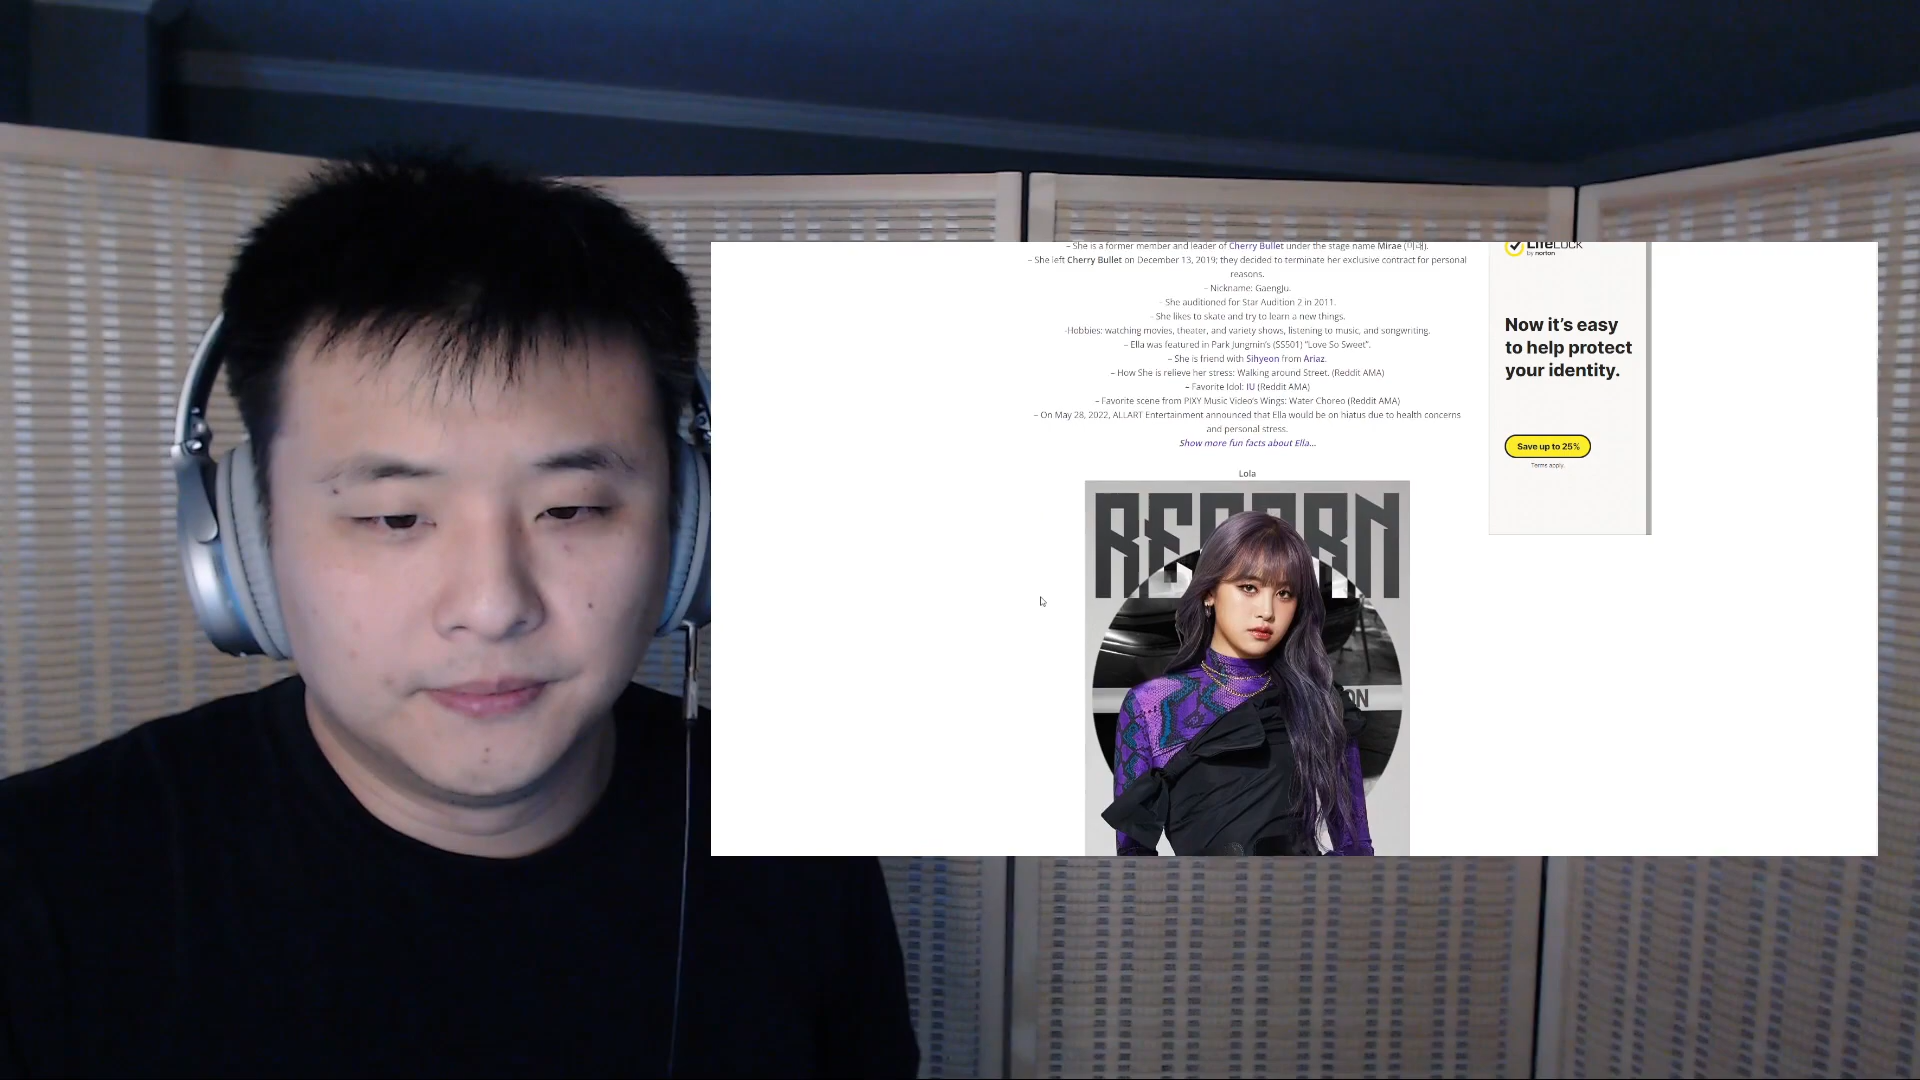 – She is a former member and leader of Cherry Bullet under the stage name Mirae (미래).
– She left Cherry Bullet on December 13, 2019; they decided to terminate her exclusive contract for personal
reasons.
– Nickname: GaengJu.
– She auditioned for Star Audition 2 in 2011.
– She likes to skate and try to learn a new things.
-Hobbies: watching movies, theater, and variety shows, listening to music, and songwriting.
– Ella was featured in Park Jungmin's (SS501) "Love So Sweet".
– She is friend with Sihyeon from Ariaz.
– How She is relieve her stress: Walking around Street. (Reddit AMA)
– Favorite Idol: IU (Reddit AMA)
– Favorite scene from PIXY Music Video's Wings: Water Choreo (Reddit AMA)
– On May 28, 2022, ALLART Entertainment announced that Ella would be on hiatus due to health concerns
and personal stress.
Show more fun facts about Ella...
Lola
REBORN
ON
LifeLock
by norton
Now it's easy
to help protect
your identity.
Save up to 25%
Terms apply.